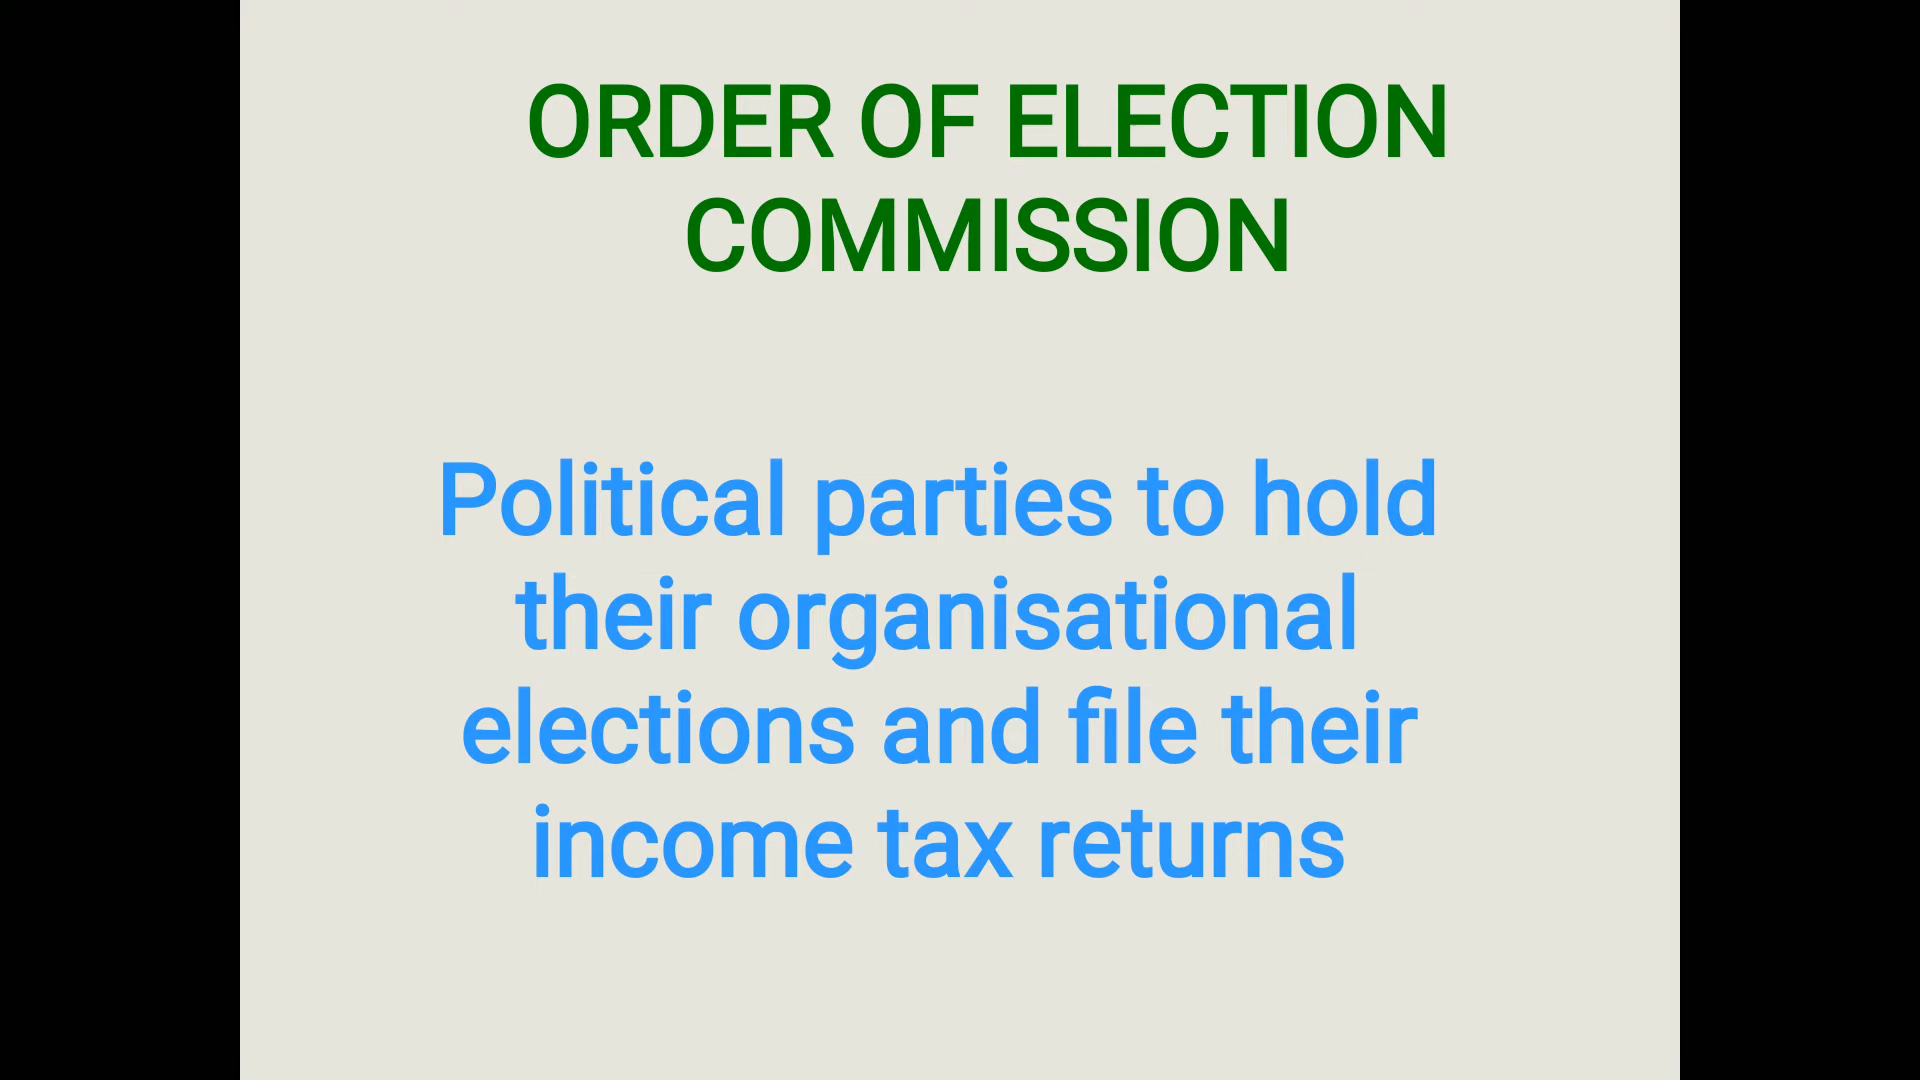 ORDER OF ELECTION
COMMISSION
Political parties to hold
their organisational
elections and file their
income tax returns